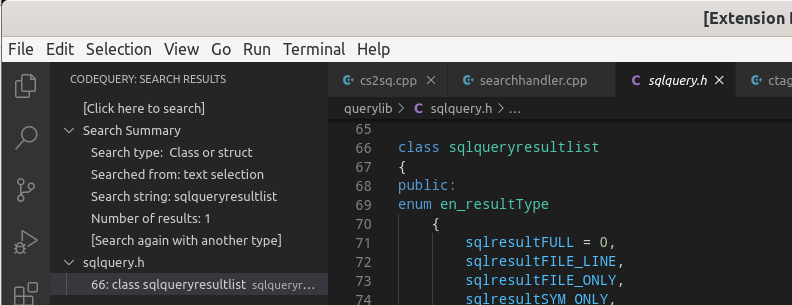 [Extension
File Edit Selection View Go Run Terminal Help
CODEQUERY: SEARCH RESULTS
[Click here to search]
Search Summary
Search type: Class or struct
Searched from: text selection
Search string: sqlqueryresultlist
Number of results: 1
[Search again with another type]
sqlquery.h
66: class sqlqueryresultlist sqlqueryr...
cs2sq.cpp searchhandler.cpp sqlquery.h ctag
querylib > C sqlquery.h > ...
65
66 class sqlqueryresultlist
67 {
68 public:
69 enum en_resultType
70 {
71 sqlresultFULL = 0,
72 sqlresultFILE_LINE,
73 sqlresultFILE_ONLY,
74 sqlresultSYM_ONLY,